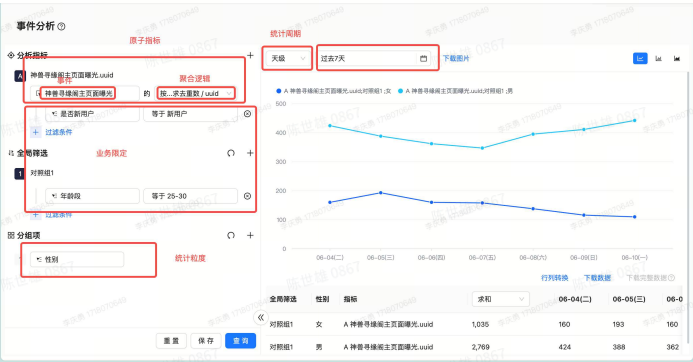 事件分析
原子指标
统计周期
分析指标
+
天级
过去7天
下载图片
A 神兽寻缘阁主页面曝光.uuid
事件
聚合逻辑
神兽寻缘阁主页面曝光 的 按...求去重数 / uuid
A 神兽寻缘阁主页面曝光.uuid;对照组1;女
A 神兽寻缘阁主页面曝光.uuid;对照组1;男
是否新用户 等于 新用户
+ 过滤条件
全局筛选
业务限定
+
1 对照组1
年龄段 等于 25-30
+ 过滤条件
分组项
+
性别
统计粒度
500
400
300
200
100
0
06-04(二) 06-05(三) 06-06(四) 06-07(五) 06-08(六) 06-09(日) 06-10(一)
行列转换 下载数据 下载完整数据
全局筛选 性别 指标 求和 06-04(二) 06-05(三) 06-0
对照组1 女 A 神兽寻缘阁主页面曝光.uuid 1,035 160 193 160
对照组1 男 A 神兽寻缘阁主页面曝光.uuid 2,769 424 388 362
重置 保存 查询